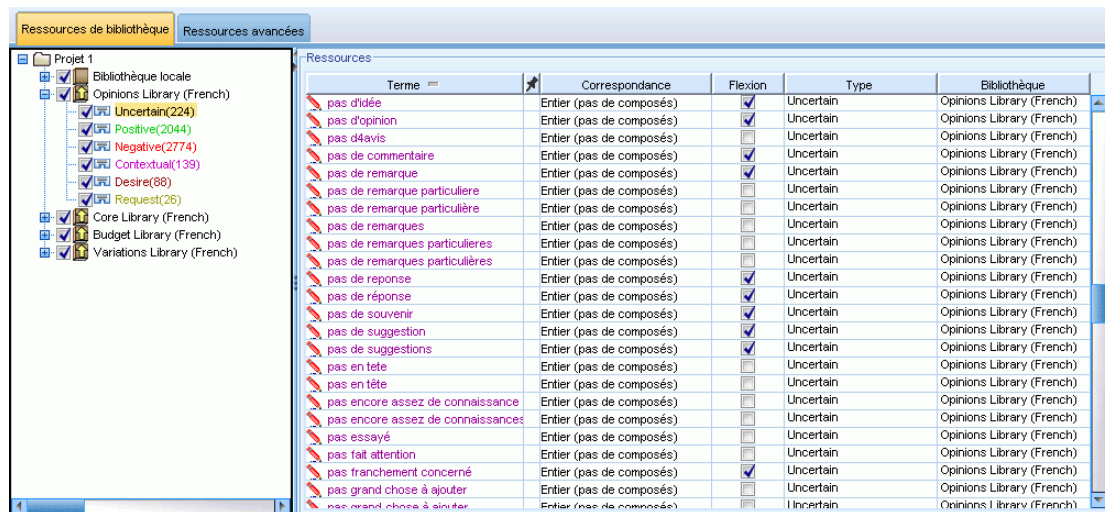 Ressources de bibliothèque Ressources avancées
Projet 1
Bibliothèque locale
Opinions Library (French)
Uncertain(224)
Positive(2044)
Negative(2774)
Contextual(139)
Desire(88)
Request(26)
Core Library (French)
Budget Library (French)
Variations Library (French)
Ressources
Terme Correspondance Flexion Type Bibliothèque
pas d'idée Entier (pas de composés) Uncertain Opinions Library (French)
pas d'opinion Entier (pas de composés) Uncertain Opinions Library (French)
pas d4avis Entier (pas de composés) Uncertain Opinions Library (French)
pas de commentaire Entier (pas de composés) Uncertain Opinions Library (French)
pas de remarque Entier (pas de composés) Uncertain Opinions Library (French)
pas de remarque particuliere Entier (pas de composés) Uncertain Opinions Library (French)
pas de remarque particulière Entier (pas de composés) Uncertain Opinions Library (French)
pas de remarques Entier (pas de composés) Uncertain Opinions Library (French)
pas de remarques particulieres Entier (pas de composés) Uncertain Opinions Library (French)
pas de remarques particulières Entier (pas de composés) Uncertain Opinions Library (French)
pas de reponse Entier (pas de composés) Uncertain Opinions Library (French)
pas de réponse Entier (pas de composés) Uncertain Opinions Library (French)
pas de souvenir Entier (pas de composés) Uncertain Opinions Library (French)
pas de suggestion Entier (pas de composés) Uncertain Opinions Library (French)
pas de suggestions Entier (pas de composés) Uncertain Opinions Library (French)
pas en tete Entier (pas de composés) Uncertain Opinions Library (French)
pas en tête Entier (pas de composés) Uncertain Opinions Library (French)
pas encore assez de connaissance Entier (pas de composés) Uncertain Opinions Library (French)
pas encore assez de connaissances Entier (pas de composés) Uncertain Opinions Library (French)
pas essayé Entier (pas de composés) Uncertain Opinions Library (French)
pas fait attention Entier (pas de composés) Uncertain Opinions Library (French)
pas franchement concerné Entier (pas de composés) Uncertain Opinions Library (French)
pas grand chose à ajouter Entier (pas de composés) Uncertain Opinions Library (French)
pas grand chose à ajouter Entier (pas de composés) Uncertain Opinions Library (French)